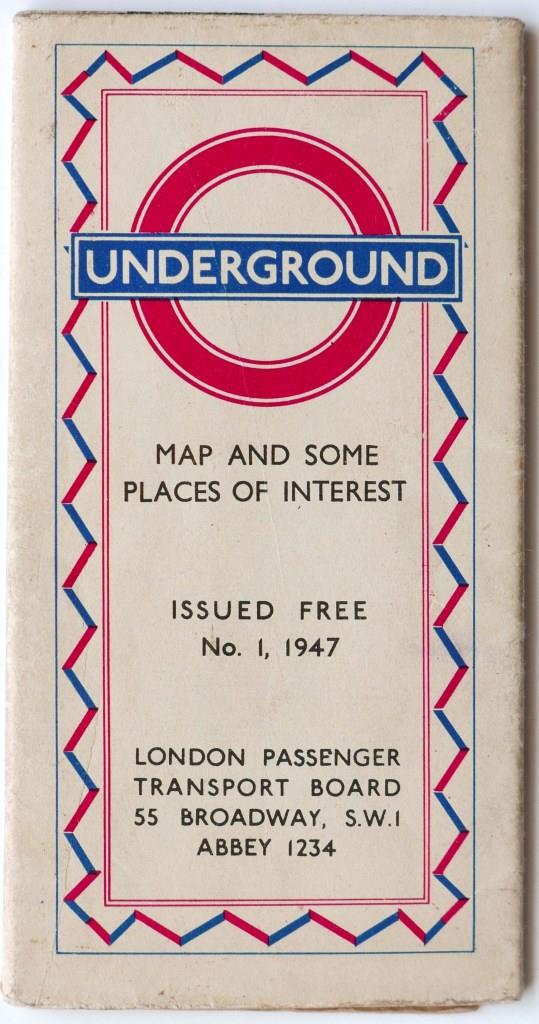 UNDERGROUND
MAP AND SOME
PLACES OF INTEREST
ISSUED FREE
No. 1, 1947
LONDON PASSENGER
TRANSPORT BOARD
55 BROADWAY, S.W.1
ABBEY 1234